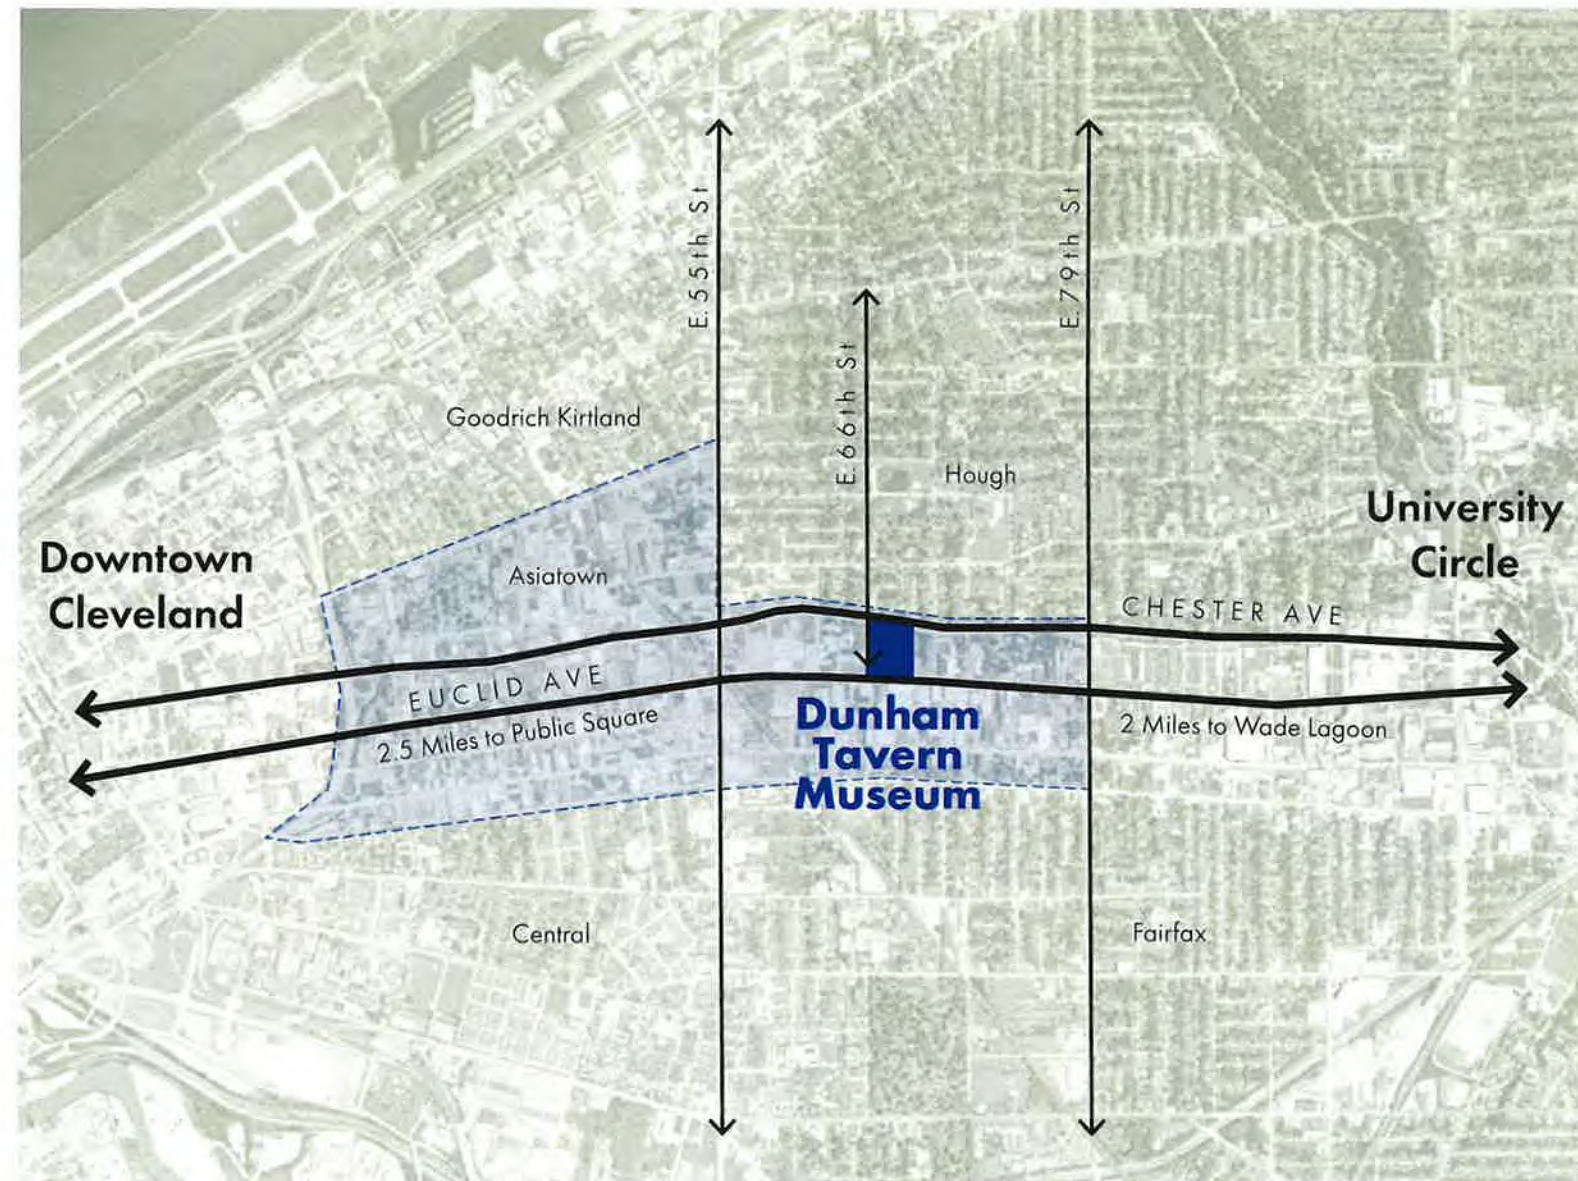 E.55th St
E.79th St
E.66th St
Goodrich Kirtland
Hough
University
Circle
Downtown
Cleveland
Asiatown
CHESTER AVE
EUCLID AVE
2.5 Miles to Public Square
Dunham
Tavern
Museum
2 Miles to Wade Lagoon
Central
Fairfax